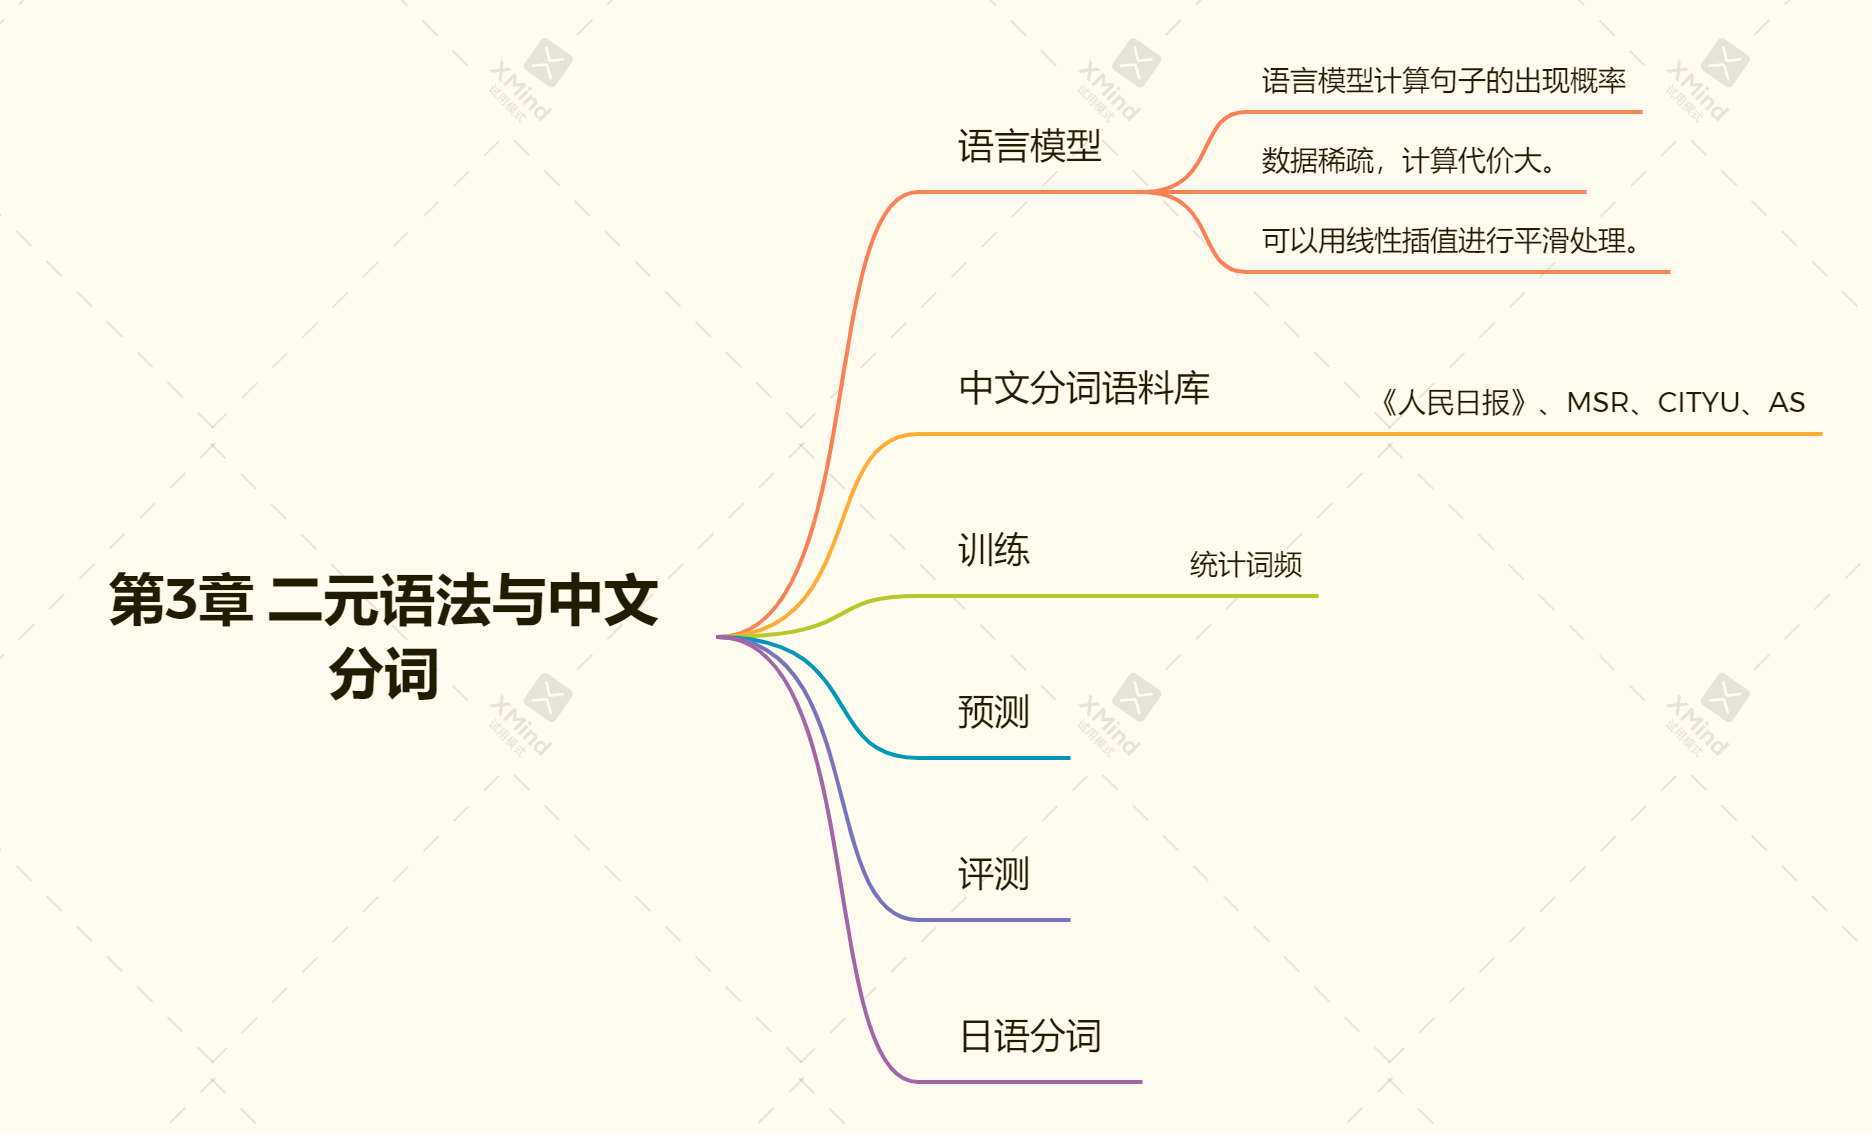 语言模型计算句子的出现概率
语言模型
数据稀疏，计算代价大。
可以用线性插值进行平滑处理。
中文分词语料库
《人民日报》、MSR、CITYU、AS
训练
统计词频
第3章 二元语法与中文
分词
预测
评测
日语分词
XMind
试用模式
XMind
试用模式
XMind
试用模式
XMind
试用模式
XMind
试用模式
XMind
试用模式